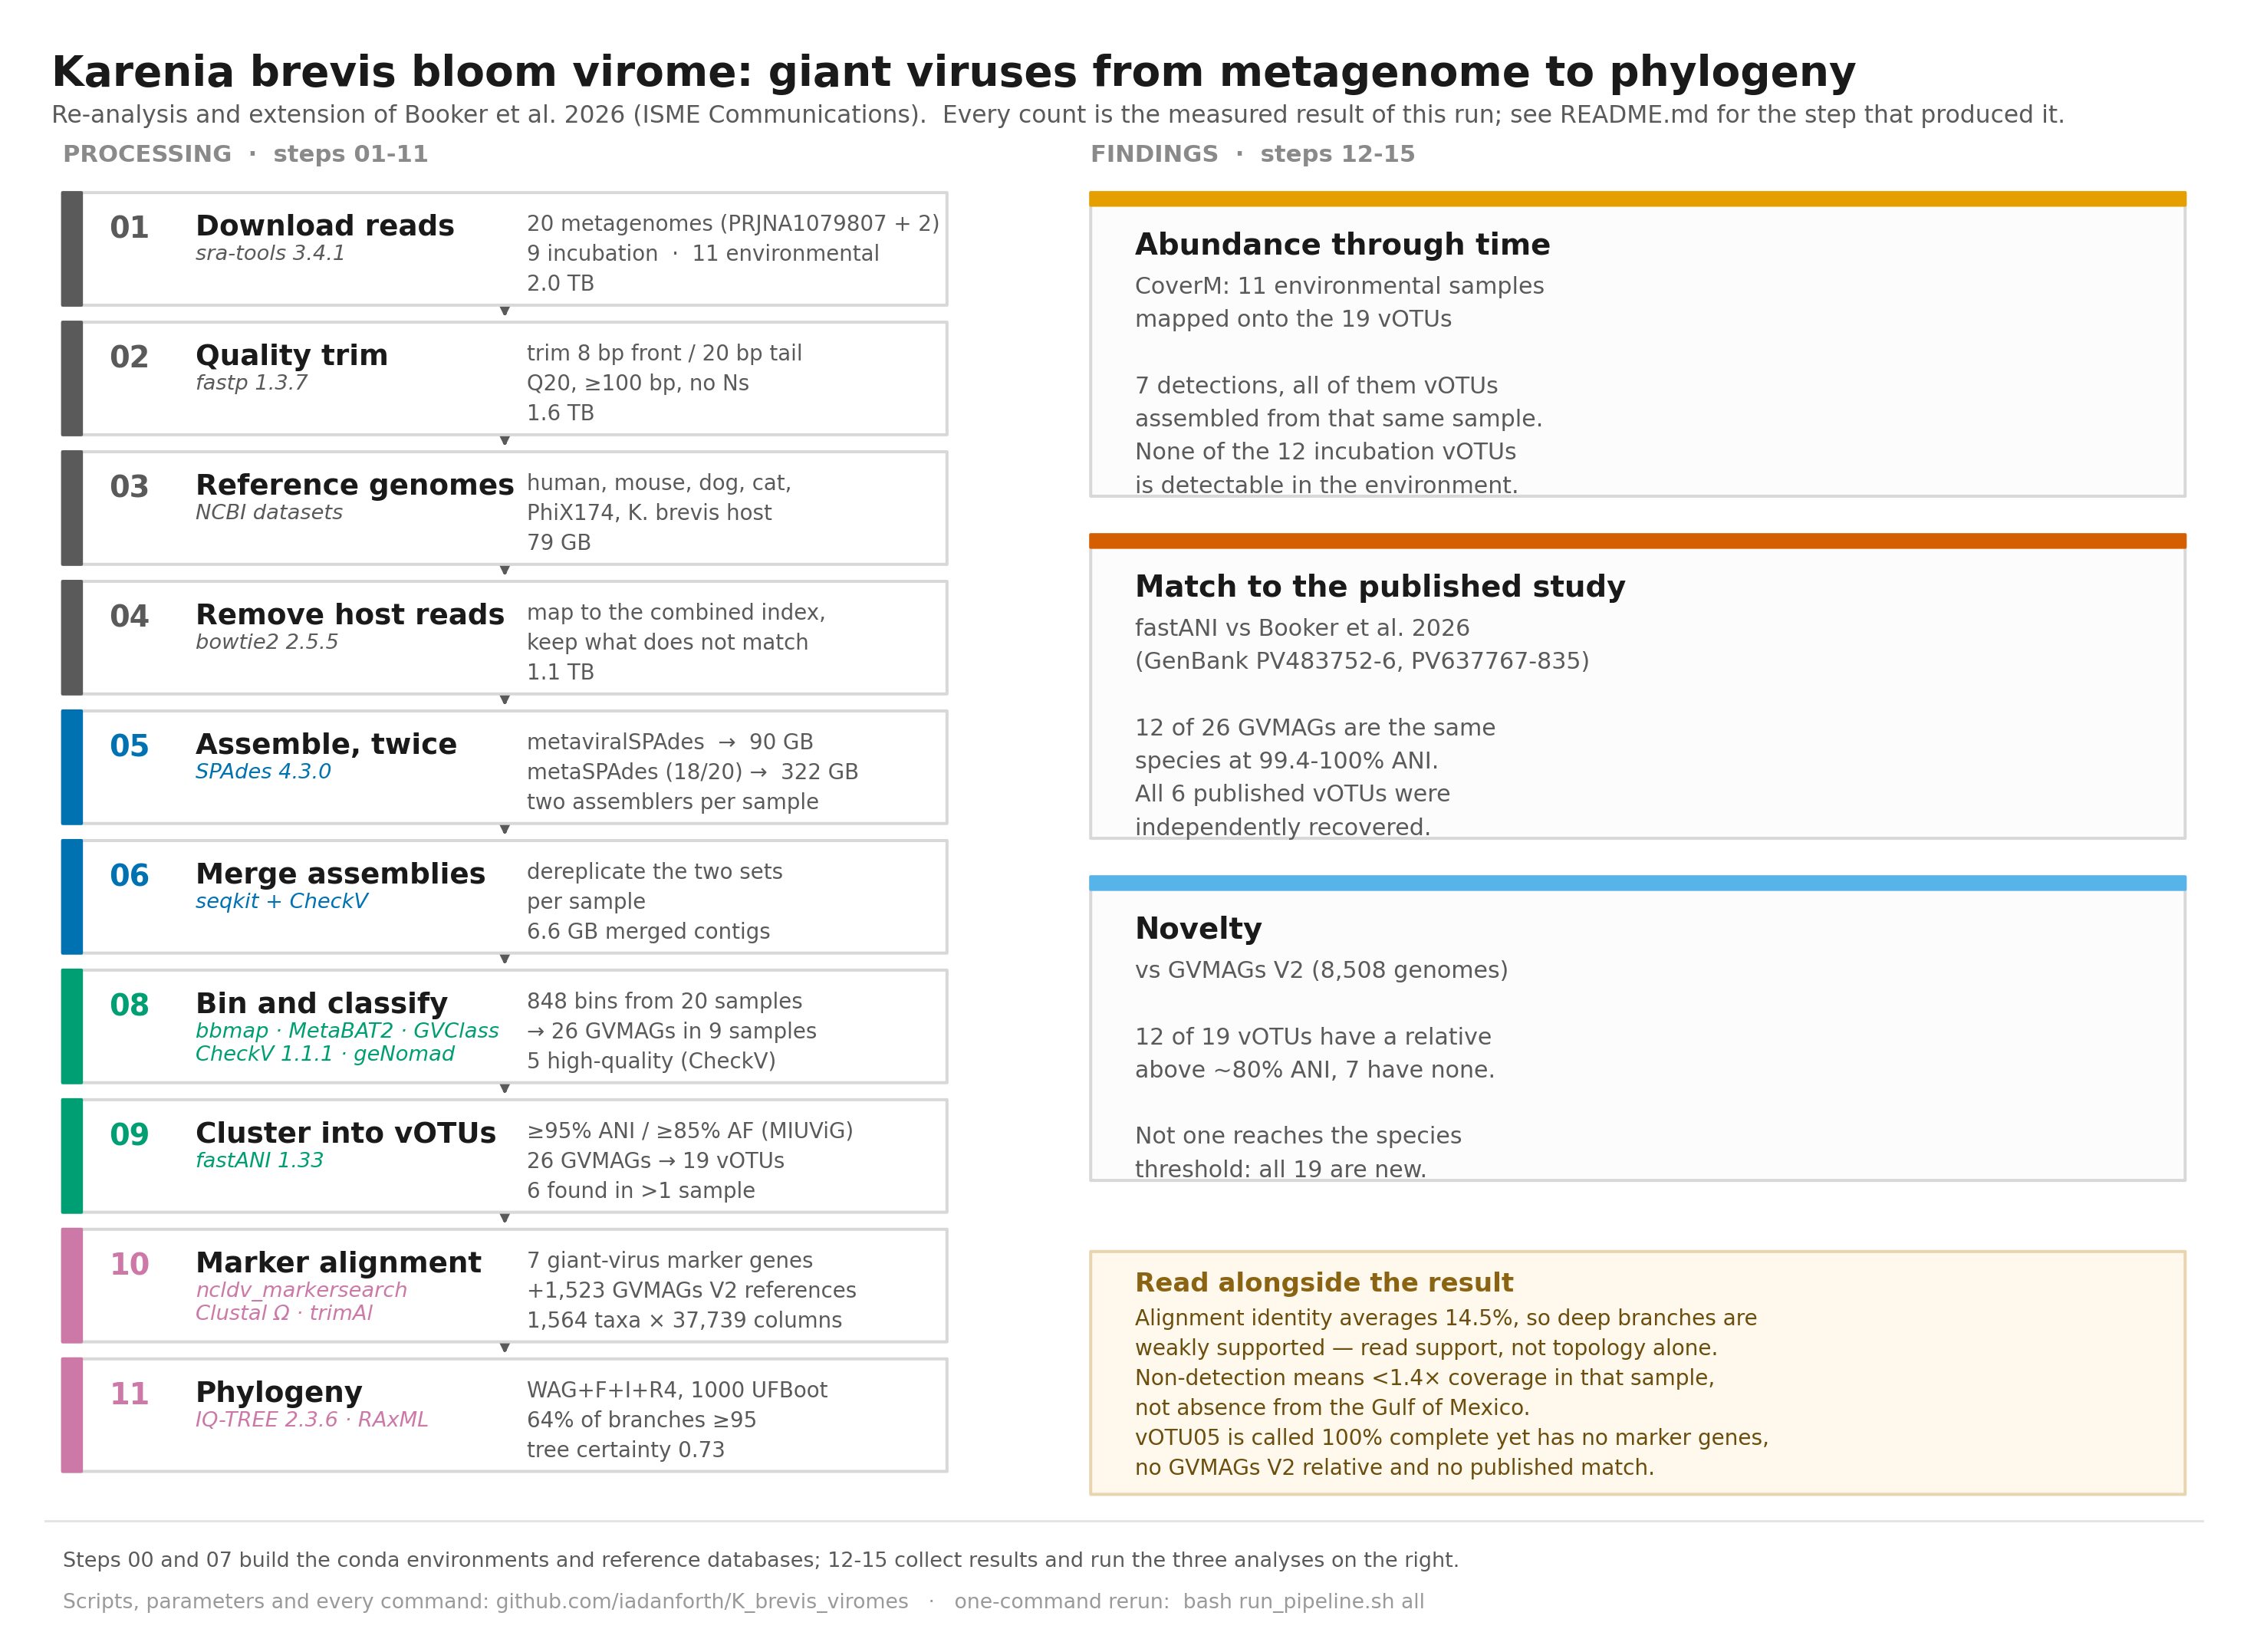 Karenia brevis bloom virome: giant viruses from metagenome to phylogeny
Re-analysis and extension of Booker et al. 2026 (ISME Communications).  Every count is the measured result of this run; see README.md for the step that produced it.
PROCESSING · steps 01-11
01
Download reads
sra-tools 3.4.1
20 metagenomes (PRJNA1079807 + 2)
9 incubation · 11 environmental
2.0 TB
02
Quality trim
fastp 1.3.7
trim 8 bp front / 20 bp tail
Q20, ≥100 bp, no Ns
1.6 TB
03
Reference genomes
NCBI datasets
human, mouse, dog, cat,
PhiX174, K. brevis host
79 GB
04
Remove host reads
bowtie2 2.5.5
map to the combined index,
keep what does not match
1.1 TB
05
Assemble, twice
SPAdes 4.3.0
metaviralSPAdes → 90 GB
metaSPAdes (18/20) → 322 GB
two assemblers per sample
06
Merge assemblies
seqkit + CheckV
dereplicate the two sets
per sample
6.6 GB merged contigs
08
Bin and classify
bbmap · MetaBAT2 · GVClass
CheckV 1.1.1 · geNomad
848 bins from 20 samples
→ 26 GVMAGs in 9 samples
5 high-quality (CheckV)
09
Cluster into vOTUs
fastANI 1.33
≥95% ANI / ≥85% AF (MIUViG)
26 GVMAGs → 19 vOTUs
6 found in >1 sample
10
Marker alignment
ncldv_markersearch
Clustal Ω · trimAl
7 giant-virus marker genes
+1,523 GVMAGs V2 references
1,564 taxa × 37,739 columns
11
Phylogeny
IQ-TREE 2.3.6 · RAxML
WAG+F+I+R4, 1000 UFBoot
64% of branches ≥95
tree certainty 0.73
FINDINGS · steps 12-15
Abundance through time
CoverM: 11 environmental samples
mapped onto the 19 vOTUs
7 detections, all of them vOTUs
assembled from that same sample.
None of the 12 incubation vOTUs
is detectable in the environment.
Match to the published study
fastANI vs Booker et al. 2026
(GenBank PV483752-6, PV637767-835)
12 of 26 GVMAGs are the same
species at 99.4-100% ANI.
All 6 published vOTUs were
independently recovered.
Novelty
vs GVMAGs V2 (8,508 genomes)
12 of 19 vOTUs have a relative
above ~80% ANI, 7 have none.
Not one reaches the species
threshold: all 19 are new.
Read alongside the result
Alignment identity averages 14.5%, so deep branches are
weakly supported — read support, not topology alone.
Non-detection means <1.4× coverage in that sample,
not absence from the Gulf of Mexico.
vOTU05 is called 100% complete yet has no marker genes,
no GVMAGs V2 relative and no published match.
Steps 00 and 07 build the conda environments and reference databases; 12-15 collect results and run the three analyses on the right.
Scripts, parameters and every command: github.com/iadanforth/K_brevis_viromes · one-command rerun: bash run_pipeline.sh all